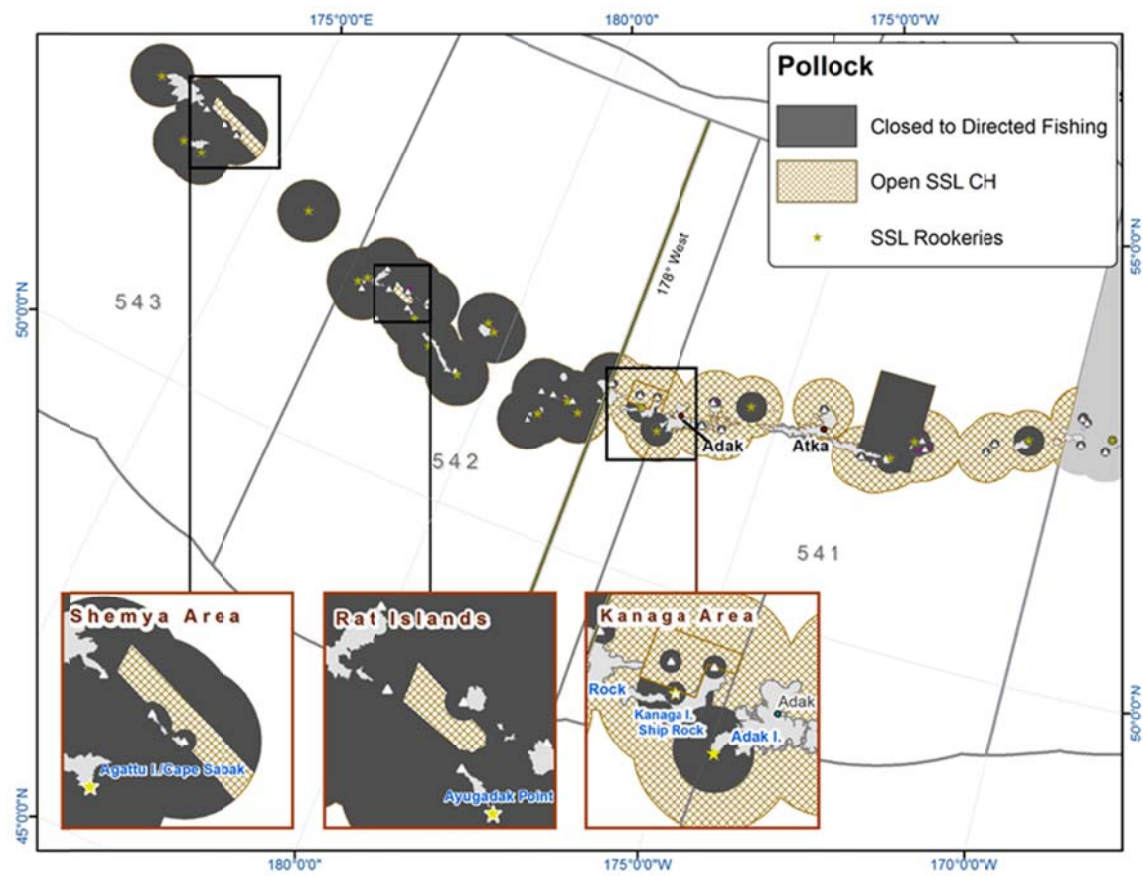 175°0'0"E
180°0'0"
175°0'0"W
Pollock
Closed to Directed Fishing
Open SSL CH
SSL Rookeries
55°0'0"N
50°0'0"N
543
178° West
Adak
Atka
542
541
Shemya Area
Agattu I./Cape Sabak
Rat Islands
Ayugadak Point
Kanaga Area
Rock
Kanaga I.
Ship Rock
Adak
Adak I.
50°0'0"N
45°0'0"N
180°0'0"
175°0'0"W
170°0'0"W